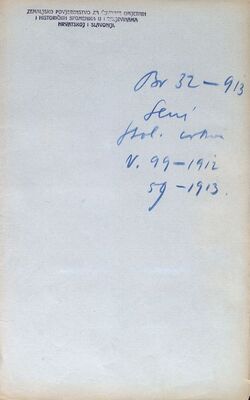 ZEMALJSKO POVJERENSTVO ZA ČUVANJE UMJETNIH
I HISTORIČKIH SPOMENIKA U KRALJEVINAMA
HRVATSKOJ I SLAVONIJI.
Br 32–913
Senj
Stol. crkva
V. 99–1912
59–1913.